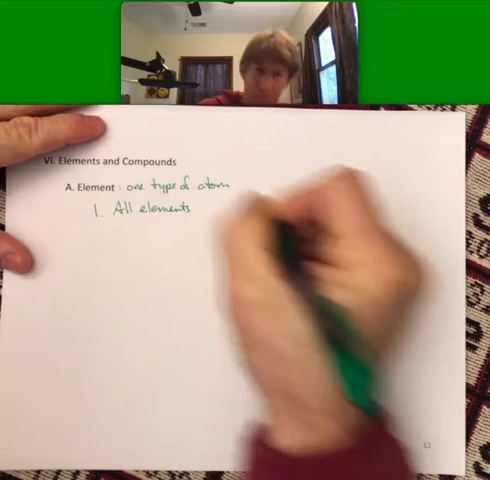 VI. Elements and Compounds
A. Element : one type of atom
1. All elements
12